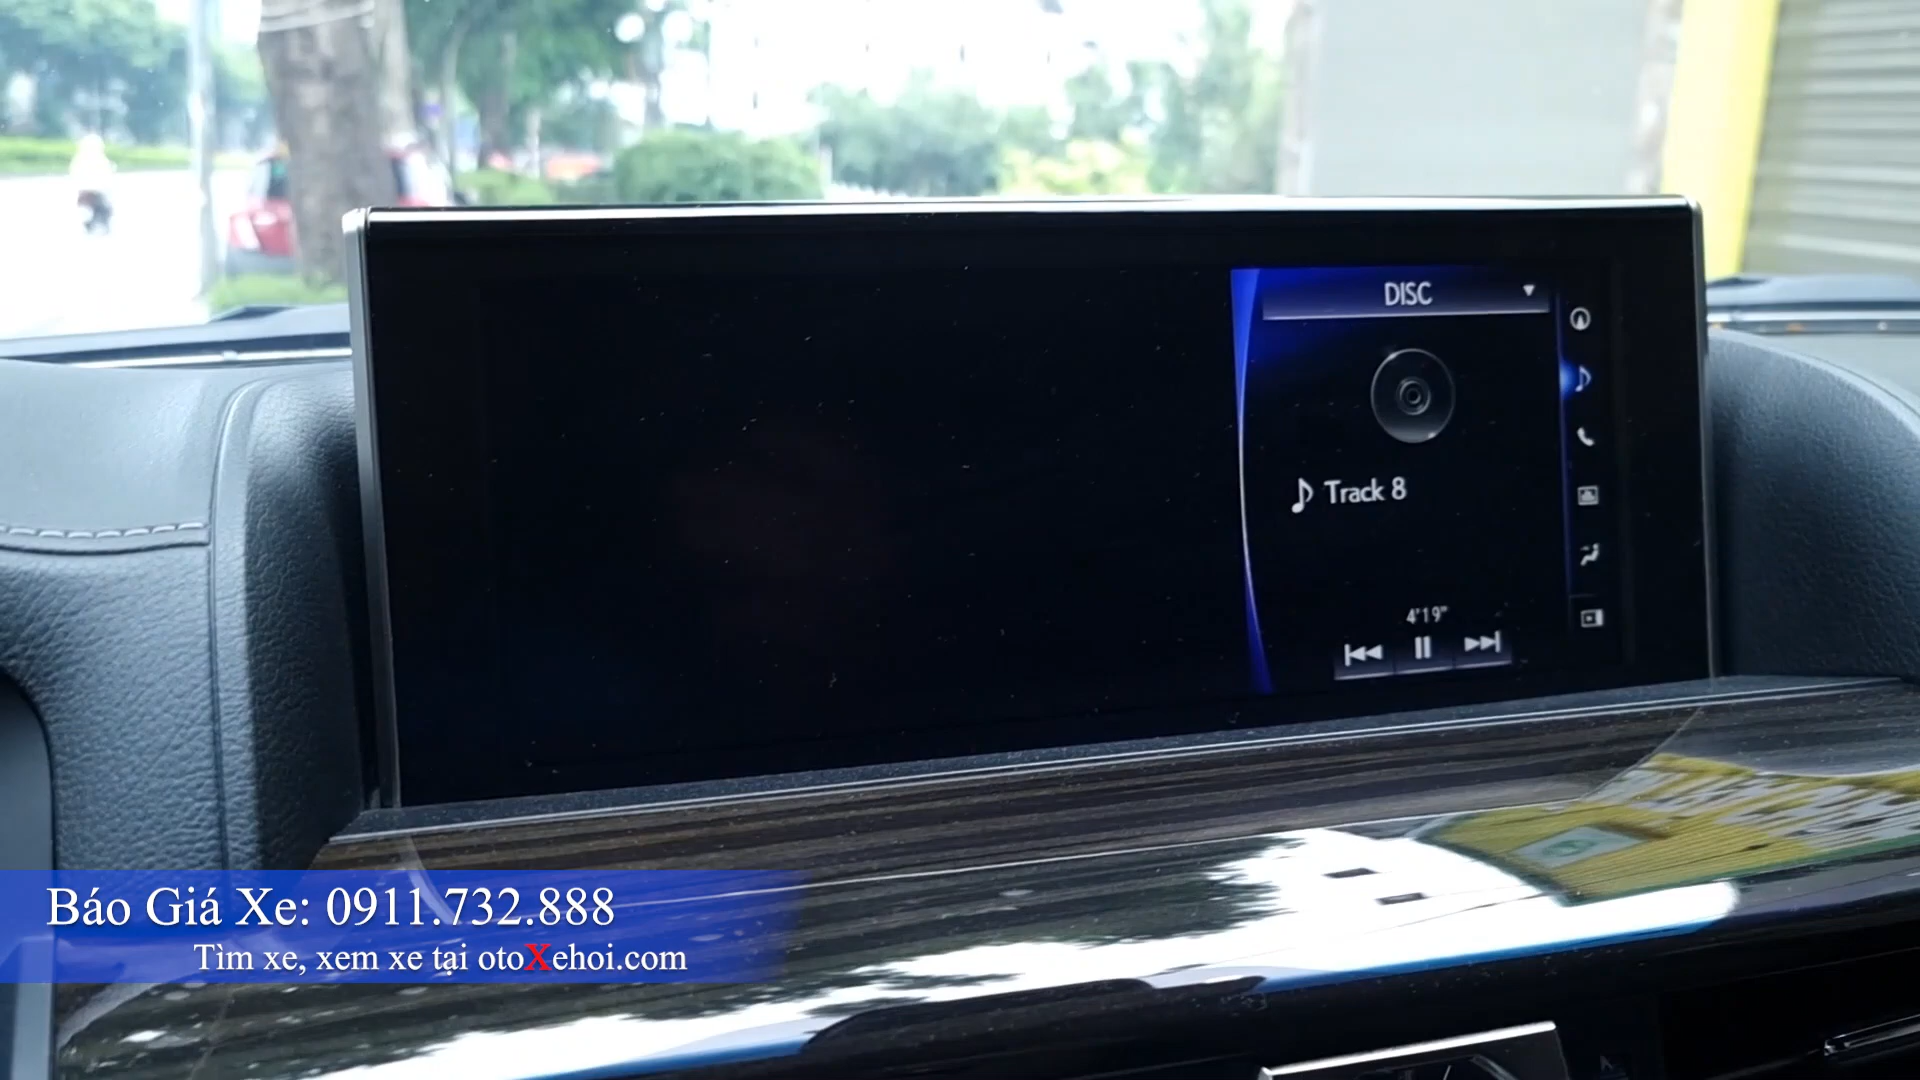 DISC
Track 8
4'19"
Báo Giá Xe: 0911.732.888
Tìm xe, xem xe tại otoXehoi.com